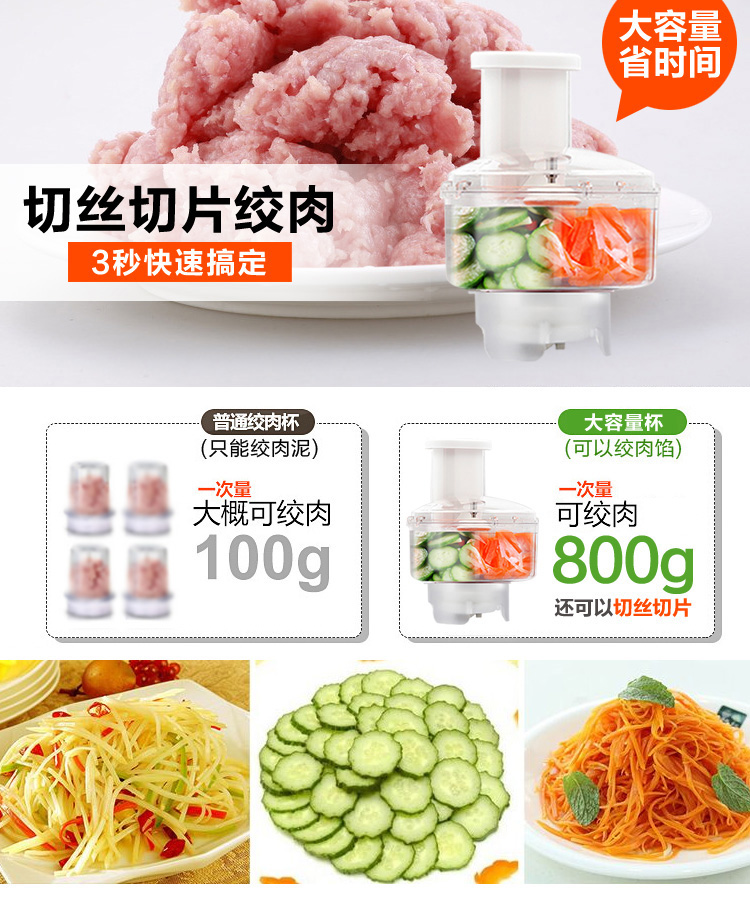 大容量
省时间
切丝切片绞肉
3秒快速搞定
普通绞肉杯
(只能绞肉泥)
一次量
大概可绞肉
100g
大容量杯
(可以绞肉馅)
一次量
可绞肉
800g
还可以切丝切片